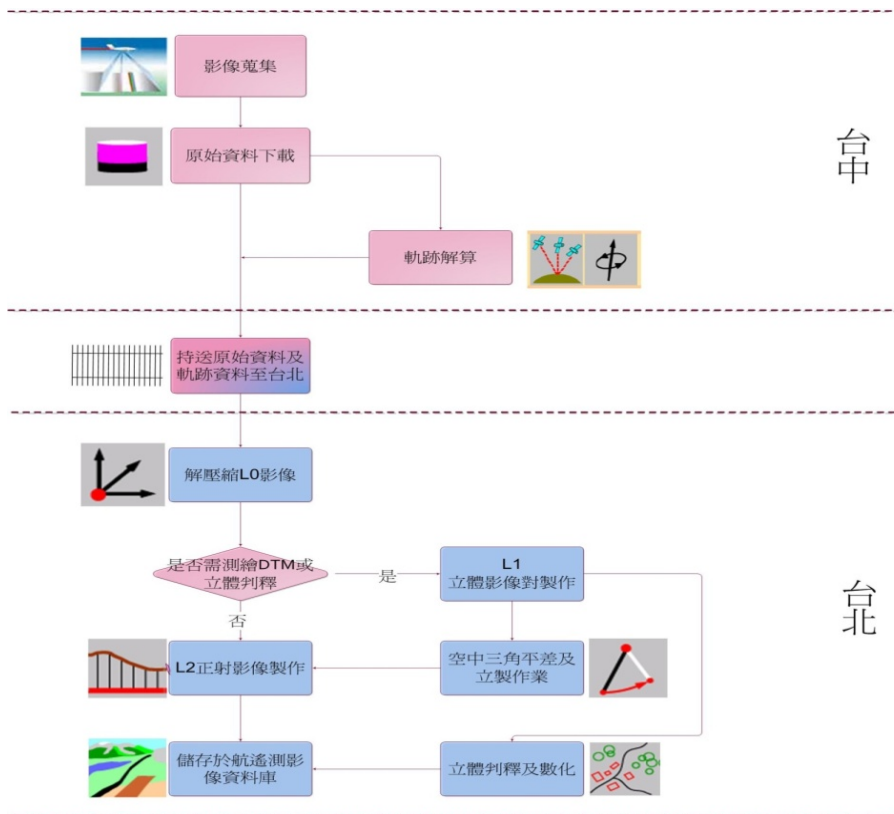 影像蒐集
原始資料下載
台中
軌跡解算
持送原始資料及
軌跡資料至台北
解壓縮L0影像
是否需測繪DTM或
立體判釋
是
L1
立體影像對製作
否
台北
L2正射影像製作
空中三角平差及
立製作業
儲存於航遙測影
像資料庫
立體判釋及數化